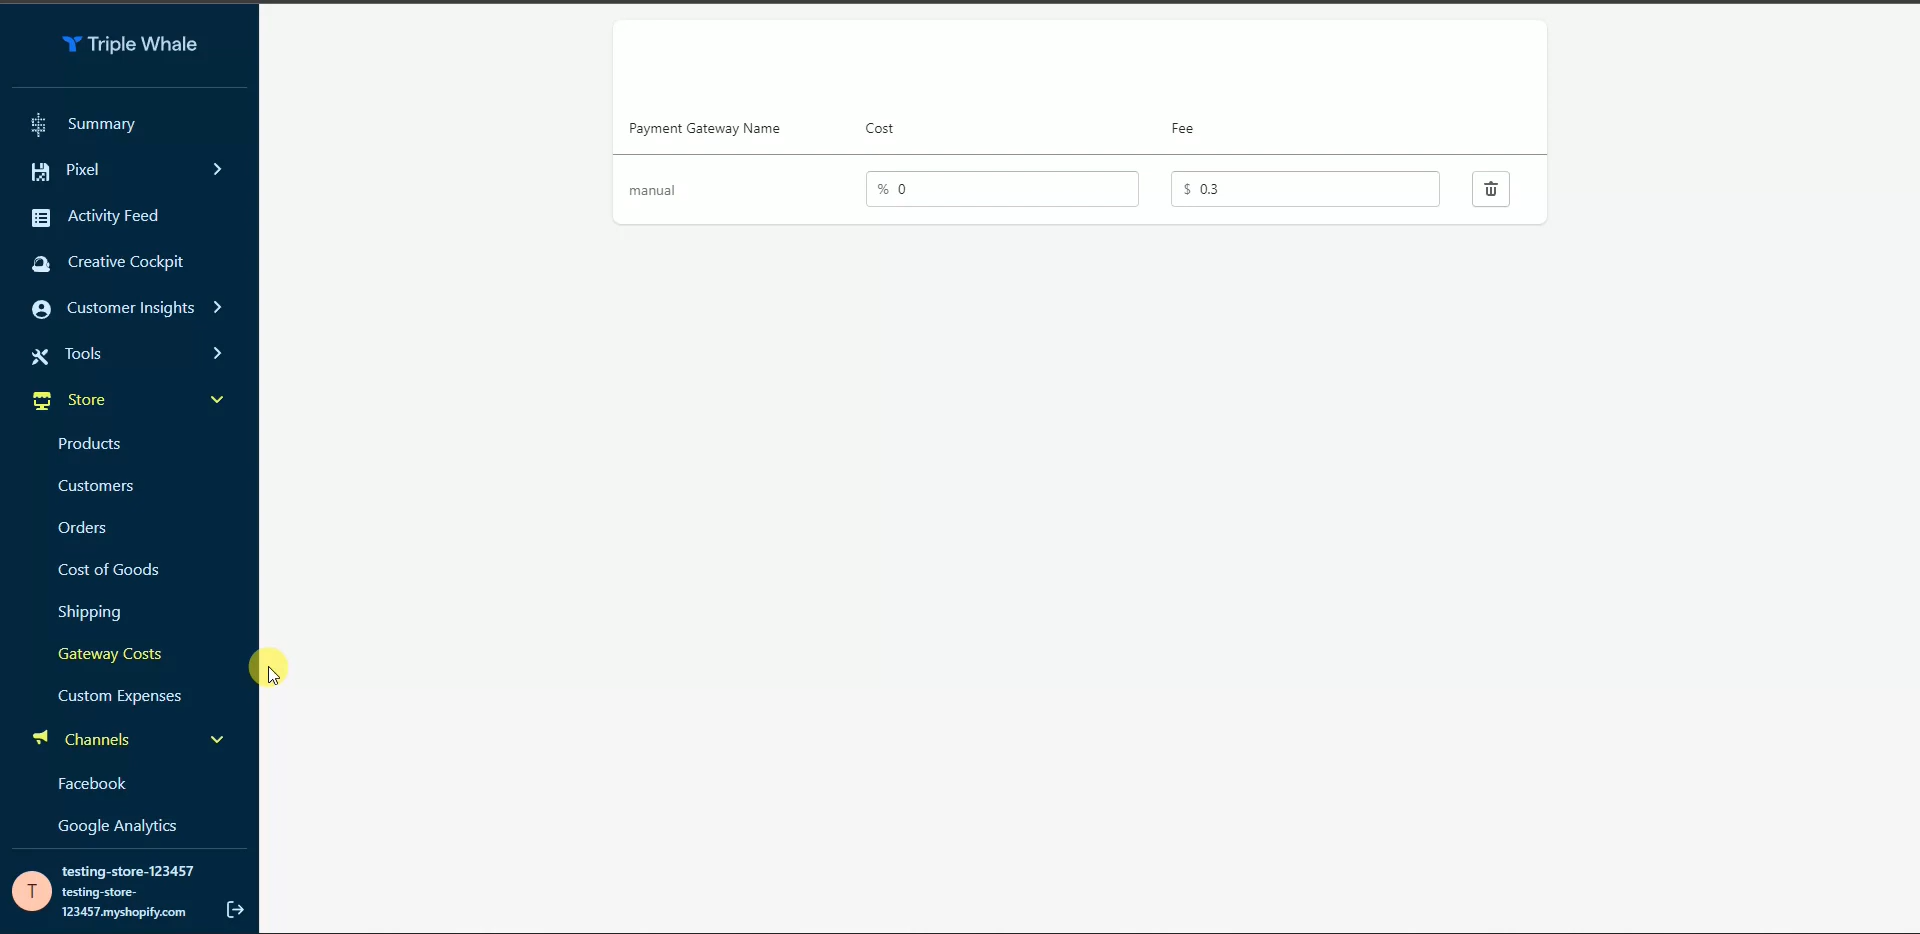 Triple Whale
Summary
Pixel
Activity Feed
Creative Cockpit
Customer Insights
Tools
Store
Products
Customers
Orders
Cost of Goods
Shipping
Gateway Costs
Custom Expenses
Channels
Facebook
Google Analytics
T
testing-store-123457
testing-store-
123457.myshopify.com
Payment Gateway Name Cost Fee
manual % 0 $ 0.3